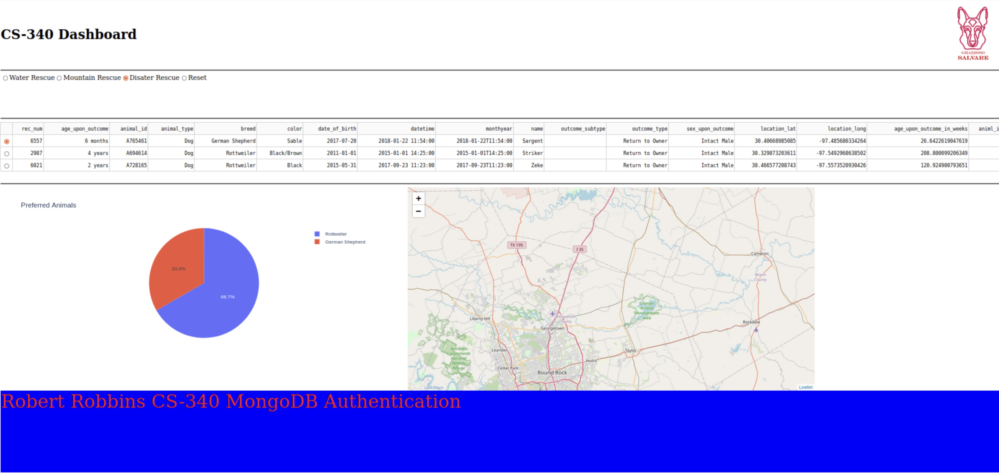 CS-340 Dashboard
GRAZIOSO
SALVARE
Water Rescue Mountain Rescue Disater Rescue Reset
rec_num age_upon_outcome animal_id animal_type breed color date_of_birth datetime monthyear name outcome_subtype outcome_type sex_upon_outcome location_lat location_long age_upon_outcome_in_weeks animl_i
6557 6 months A765461 Dog German Shepherd Sable 2017-07-20 2018-01-22 11:54:00 2018-01-22T11:54:00 Sargent Return to Owner Intact Male 30.40668985085 -97.485680334264 26.6422619047619
2987 4 years A694614 Dog Rottweiler Black/Brown 2011-01-01 2015-01-01 14:25:00 2015-01-01T14:25:00 Striker Return to Owner Intact Male 30.329873203611 -97.5492968638502 208.800099206349
6021 2 years A728165 Dog Rottweiler Black 2015-05-31 2017-09-23 11:23:00 2017-09-23T11:23:00 Zeke Return to Owner Intact Male 30.466577208743 -97.5573520930426 120.924900793651
Preferred Animals
Rottweiler
German Shepherd
33.3%
66.7%
+
−
TX 195
I 35
Cameron
Milam
County
Granger
Wildlife
Management
Area
Liberty Hill
Williamson
County
Rockdale
Georgetown
Leander
Taylor
Balcones
Canyonlands
National
Wildlife
Refuge
Hutto
Cedar Park
Round Rock
Lake Travis
Leaflet
Robert Robbins CS-340 MongoDB Authentication